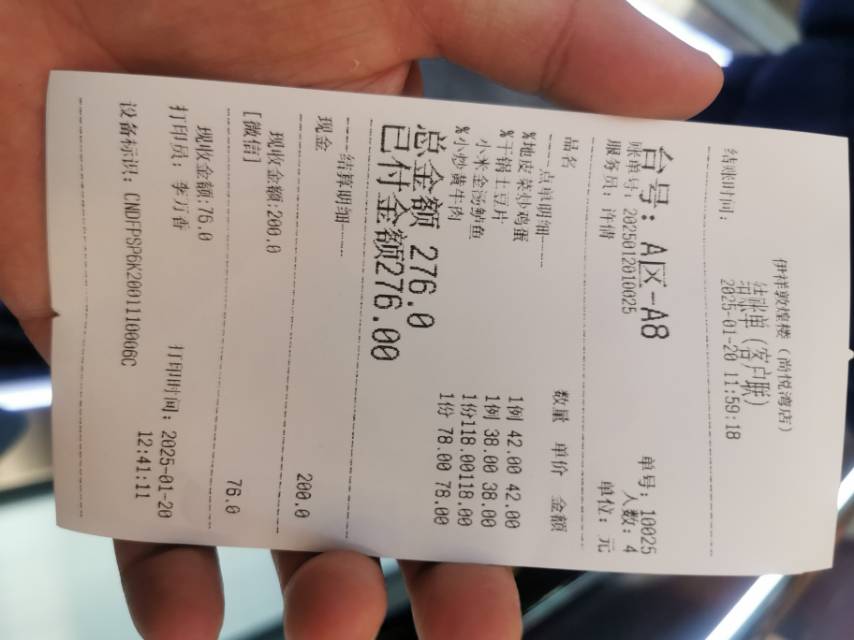 伊祥敦煌楼（尚悦湾店）
结账单（客户联）
结账时间： 2025-01-20 11:59:18
台号：A区-A8
单号：10025
账单号：2025012010025 人数：4
服务员：许倩 单位：元
品名 数量 单价 金额
-----点单明细-----
%地皮菜炒鸡蛋 1例 42.00 42.00
%干锅土豆片 1例 38.00 38.00
小米金汤鲈鱼 1份118.00118.00
%小炒黄牛肉 1份 78.00 78.00
总金额 276.0
已付金额276.00
-----结算明细-----
现金 200.0
现收金额:200.0
[微信] 76.0
现收金额:76.0
打印员：李万香 打印时间：2025-01-20 12:41:11
设备标识：CNDFPSP6K2001110006C